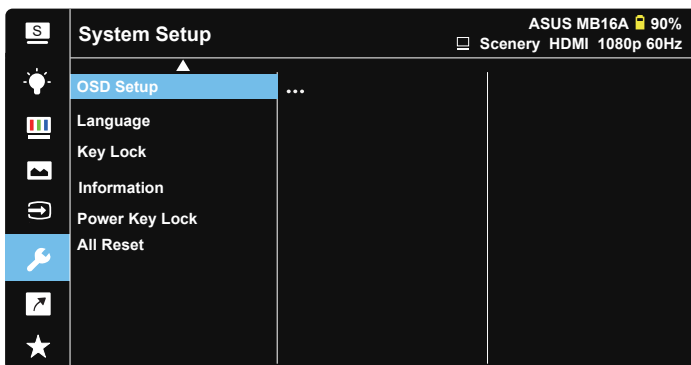 S
System Setup
ASUS MB16A 90%
Scenery HDMI 1080p 60Hz
OSD Setup ...
Language
Key Lock
Information
Power Key Lock
All Reset